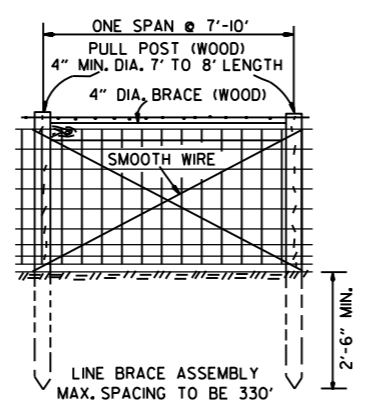 ONE SPAN @ 7'-10'
PULL POST (WOOD)
4" MIN. DIA. 7' TO 8' LENGTH
4" DIA. BRACE (WOOD)
SMOOTH WIRE
2'-6" MIN.
LINE BRACE ASSEMBLY
MAX. SPACING TO BE 330'